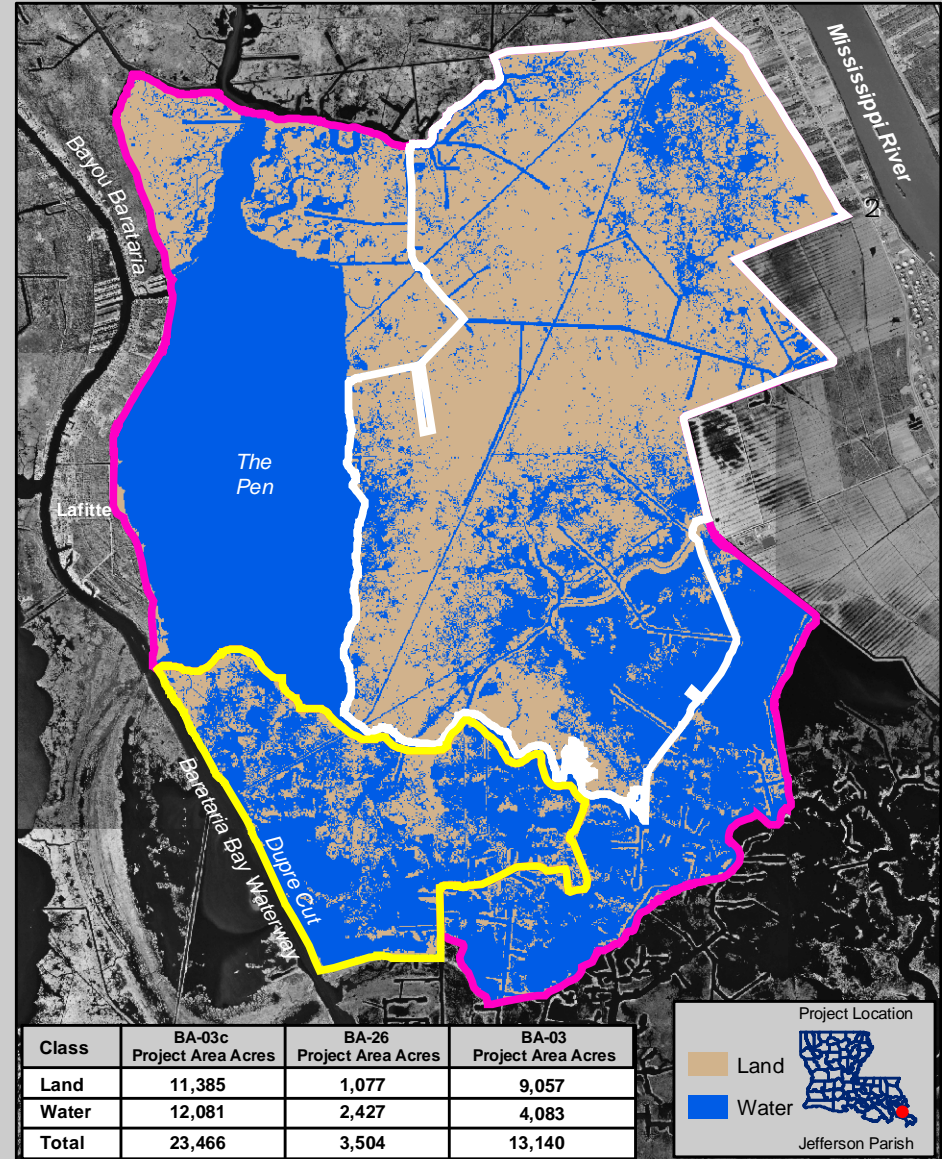 Mississippi River
Bayou Barataria
The
Pen
Lafitte
Barataria Bay Waterway
Dupre Cut
Class BA-03c Project Area Acres BA-26 Project Area Acres BA-03 Project Area Acres
Land 11,385 1,077 9,057
Water 12,081 2,427 4,083
Total 23,466 3,504 13,140
Project Location
Land
Water
Jefferson Parish